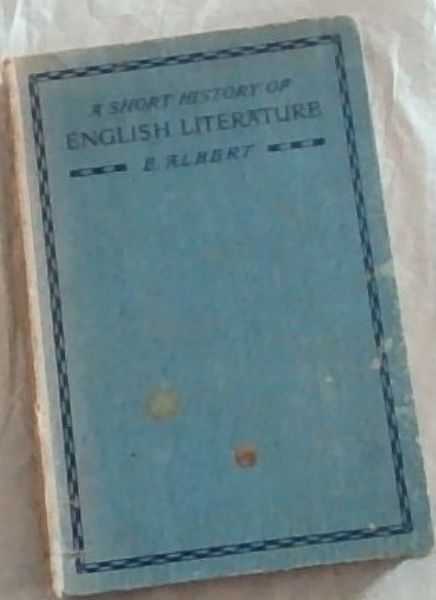 A SHORT HISTORY OF
ENGLISH LITERATURE
E. ALBERT